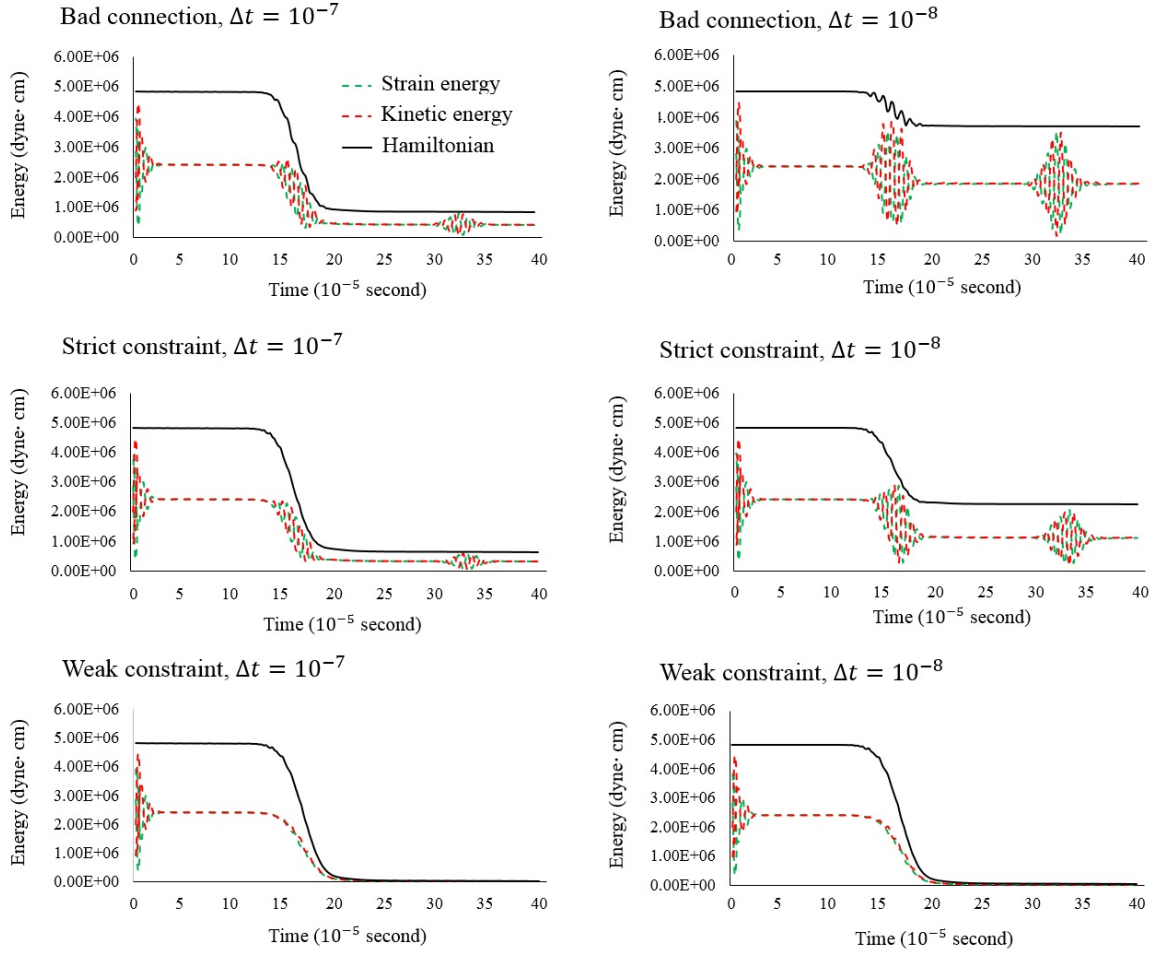 Bad connection, Δt = 10⁻⁷
6.00E+06
5.00E+06
4.00E+06
3.00E+06
2.00E+06
1.00E+06
0.00E+00
Energy (dyne· cm)
Strain energy
Kinetic energy
Hamiltonian
0 5 10 15 20 25 30 35 40
Time (10⁻⁵ second)
Bad connection, Δt = 10⁻⁸
6.00E+06
5.00E+06
4.00E+06
3.00E+06
2.00E+06
1.00E+06
0.00E+00
Energy (dyne· cm)
0 5 10 15 20 25 30 35 40
Time (10⁻⁵ second)
Strict constraint, Δt = 10⁻⁷
6.00E+06
5.00E+06
4.00E+06
3.00E+06
2.00E+06
1.00E+06
0.00E+00
Energy (dyne· cm)
0 5 10 15 20 25 30 35 40
Time (10⁻⁵ second)
Strict constraint, Δt = 10⁻⁸
6.00E+06
5.00E+06
4.00E+06
3.00E+06
2.00E+06
1.00E+06
0.00E+00
Energy (dyne· cm)
0 5 10 15 20 25 30 35 40
Time (10⁻⁵ second)
Weak constraint, Δt = 10⁻⁷
6.00E+06
5.00E+06
4.00E+06
3.00E+06
2.00E+06
1.00E+06
0.00E+00
Energy (dyne· cm)
0 5 10 15 20 25 30 35 40
Time (10⁻⁵ second)
Weak constraint, Δt = 10⁻⁸
6.00E+06
5.00E+06
4.00E+06
3.00E+06
2.00E+06
1.00E+06
0.00E+00
Energy (dyne· cm)
0 5 10 15 20 25 30 35 40
Time (10⁻⁵ second)